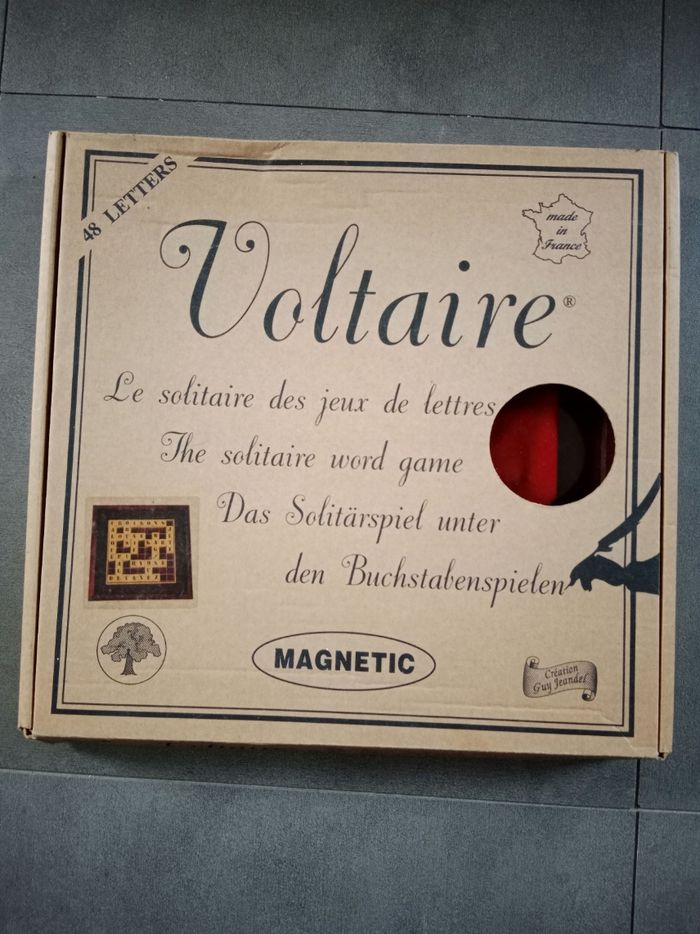 48 LETTERS
made
in
France
Voltaire®
Le solitaire des jeux de lettres
The solitaire word game
Das Solitärspiel unter
den Buchstabenspielen
MAGNETIC
Création
Guy Jeandel